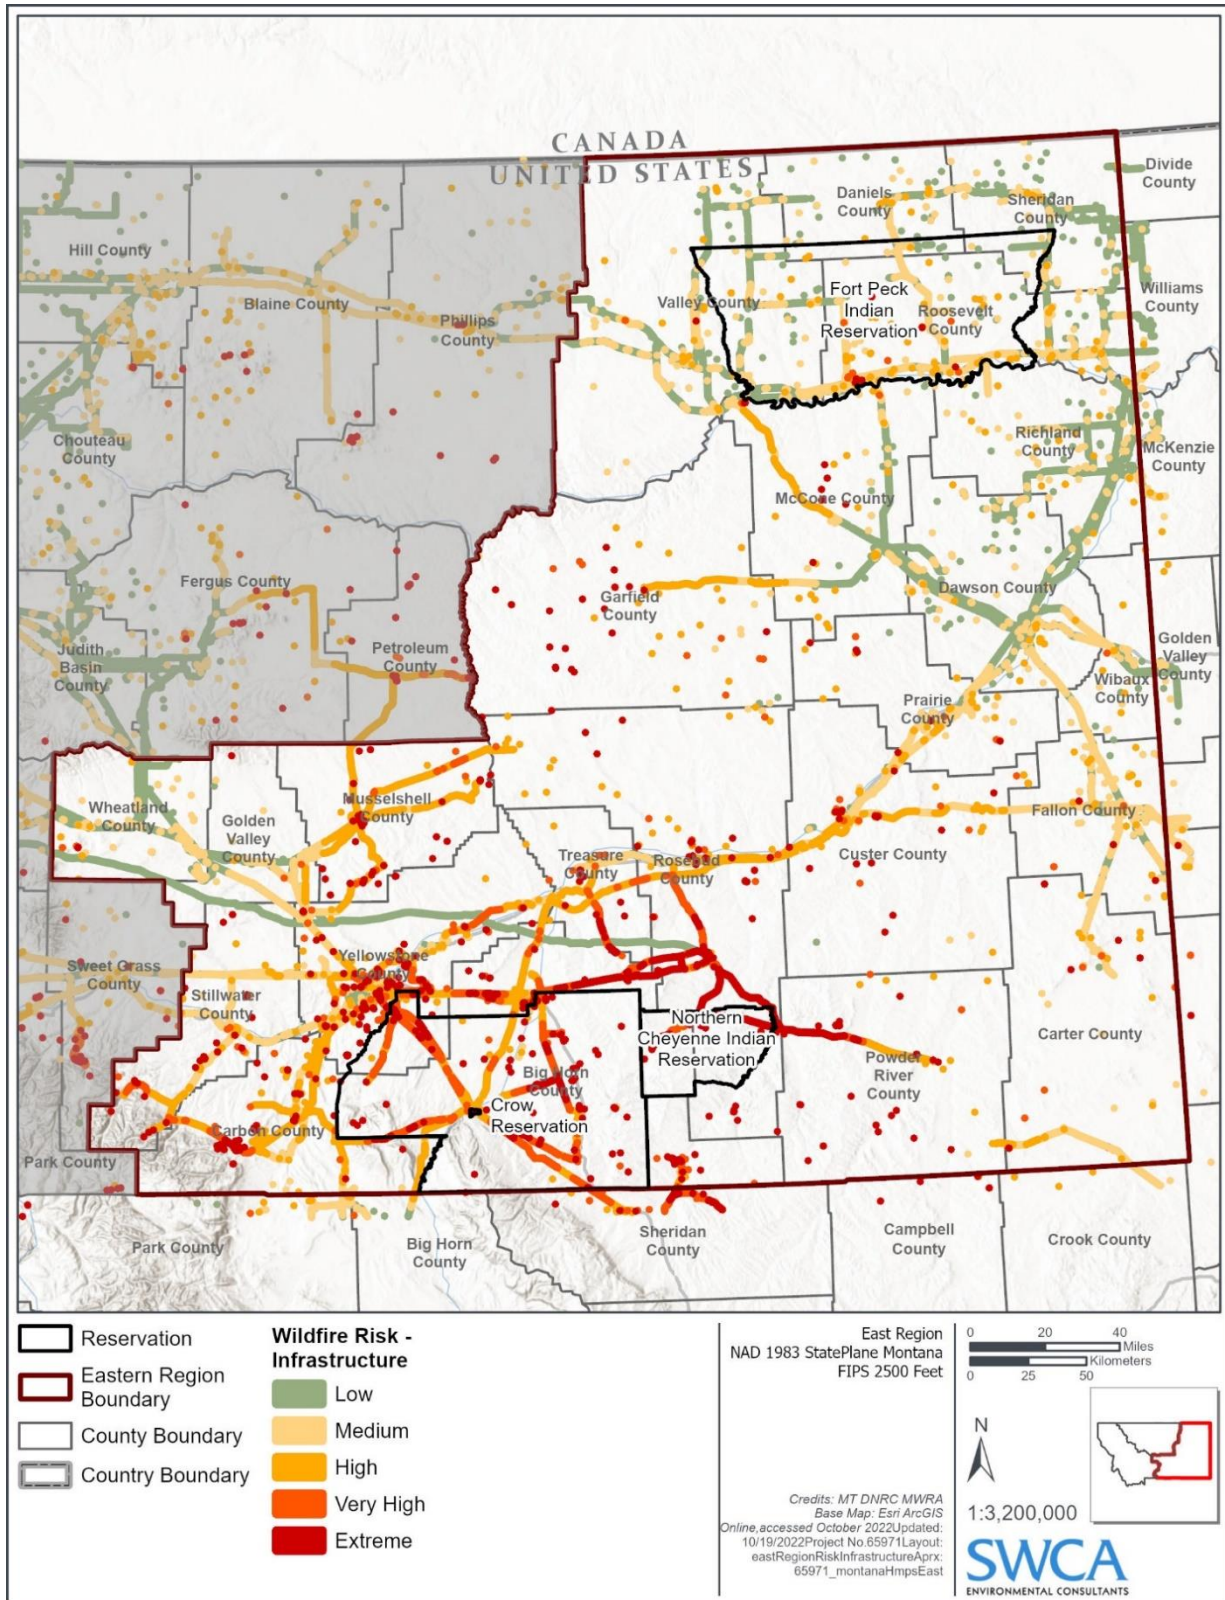 CANADA
UNITED STATES
Divide
County
Daniels
County
Sheridan
County
Hill County
Blaine County
Phillips
County
Valley County
Fort Peck
Indian
Reservation
Roosevelt
County
Williams
County
Chouteau
County
Richland
County
McKenzie
County
McCone County
Fergus County
Garfield
County
Dawson County
Judith
Basin
County
Petroleum
County
Golden
Valley
County
Wibaux
County
Prairie
County
Wheatland
County
Golden
Valley
County
Musselshell
County
Fallon County
Treasure
County
Rosebud
County
Custer County
Sweet Grass
County
Yellowstone
County
Stillwater
County
Northern
Cheyenne Indian
Reservation
Carter County
Big Horn
County
Powder
River
County
Crow
Reservation
Carbon County
Park County
Park County
Big Horn
County
Sheridan
County
Campbell
County
Crook County
Reservation
Eastern Region
Boundary
County Boundary
Country Boundary
Wildfire Risk -
Infrastructure
Low
Medium
High
Very High
Extreme
East Region
NAD 1983 StatePlane Montana
FIPS 2500 Feet
Credits: MT DNRC MWRA
Base Map: Esri ArcGIS
Online,accessed October 2022Updated:
10/19/2022Project No.65971Layout:
eastRegionRiskInfrastructureAprx:
65971_montanaHmpsEast
0 20 40
Miles
Kilometers
0 25 50
N
1:3,200,000
SWCA
ENVIRONMENTAL CONSULTANTS